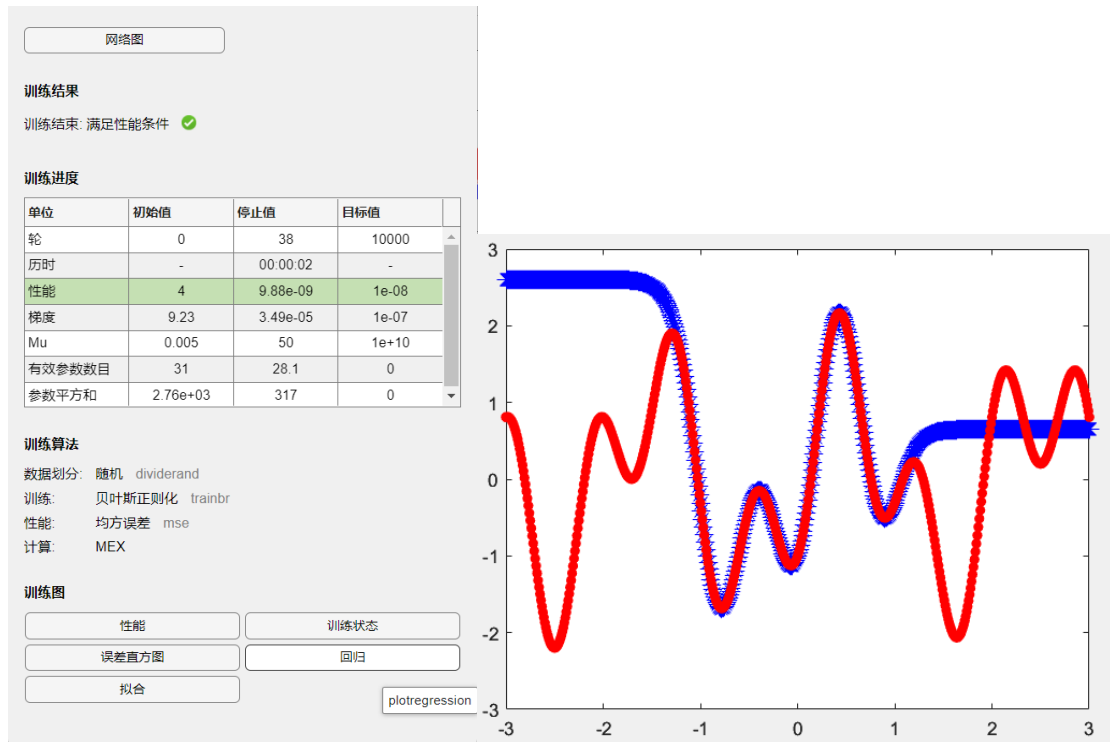 网络图
训练结果
训练结束: 满足性能条件
训练进度
单位 初始值 停止值 目标值
轮 0 38 10000
历时 - 00:00:02 -
性能 4 9.88e-09 1e-08
梯度 9.23 3.49e-05 1e-07
Mu 0.005 50 1e+10
有效参数数目 31 28.1 0
参数平方和 2.76e+03 317 0
训练算法
数据划分: 随机 dividerand
训练: 贝叶斯正则化 trainbr
性能: 均方误差 mse
计算: MEX
训练图
性能 训练状态
误差直方图 回归
拟合
plotregression
3
2
1
0
-1
-2
-3
-3 -2 -1 0 1 2 3